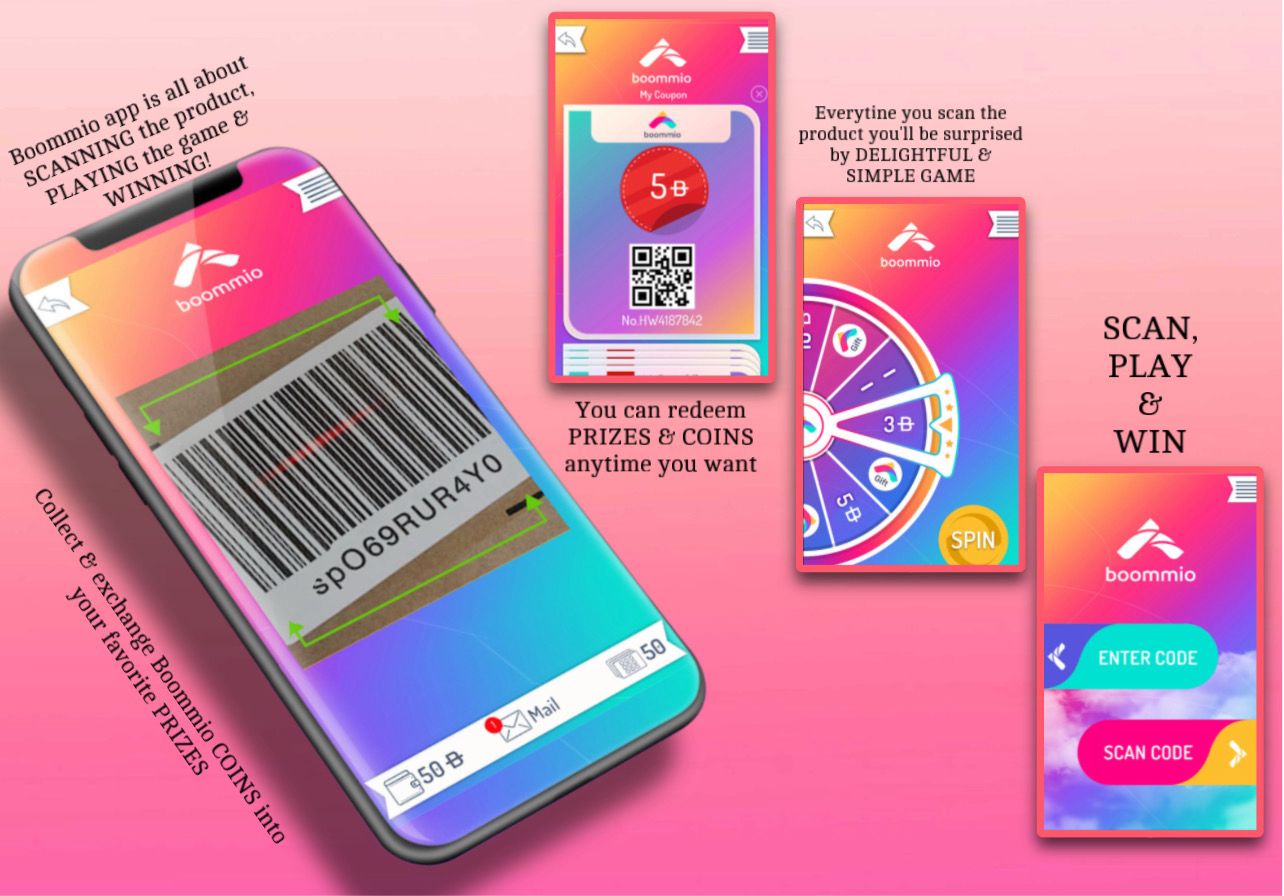 Boommio app is all about
SCANNING the product,
PLAYING the game &
WINNING!
boommio
spO69RUR4Y0
50 B
1
Mail
50
Collect & exchange Boommio COINS into
your favorite PRIZES
boommio
My Coupon
boommio
5 B
No.HW4187842
You can redeem
PRIZES & COINS
anytime you want
Everytine you scan the
product you'll be surprised
by DELIGHTFUL &
SIMPLE GAME
boommio
10 B
Gift
3 B
Gift
5 B
SPIN
SCAN,
PLAY
&
WIN
boommio
ENTER CODE
SCAN CODE